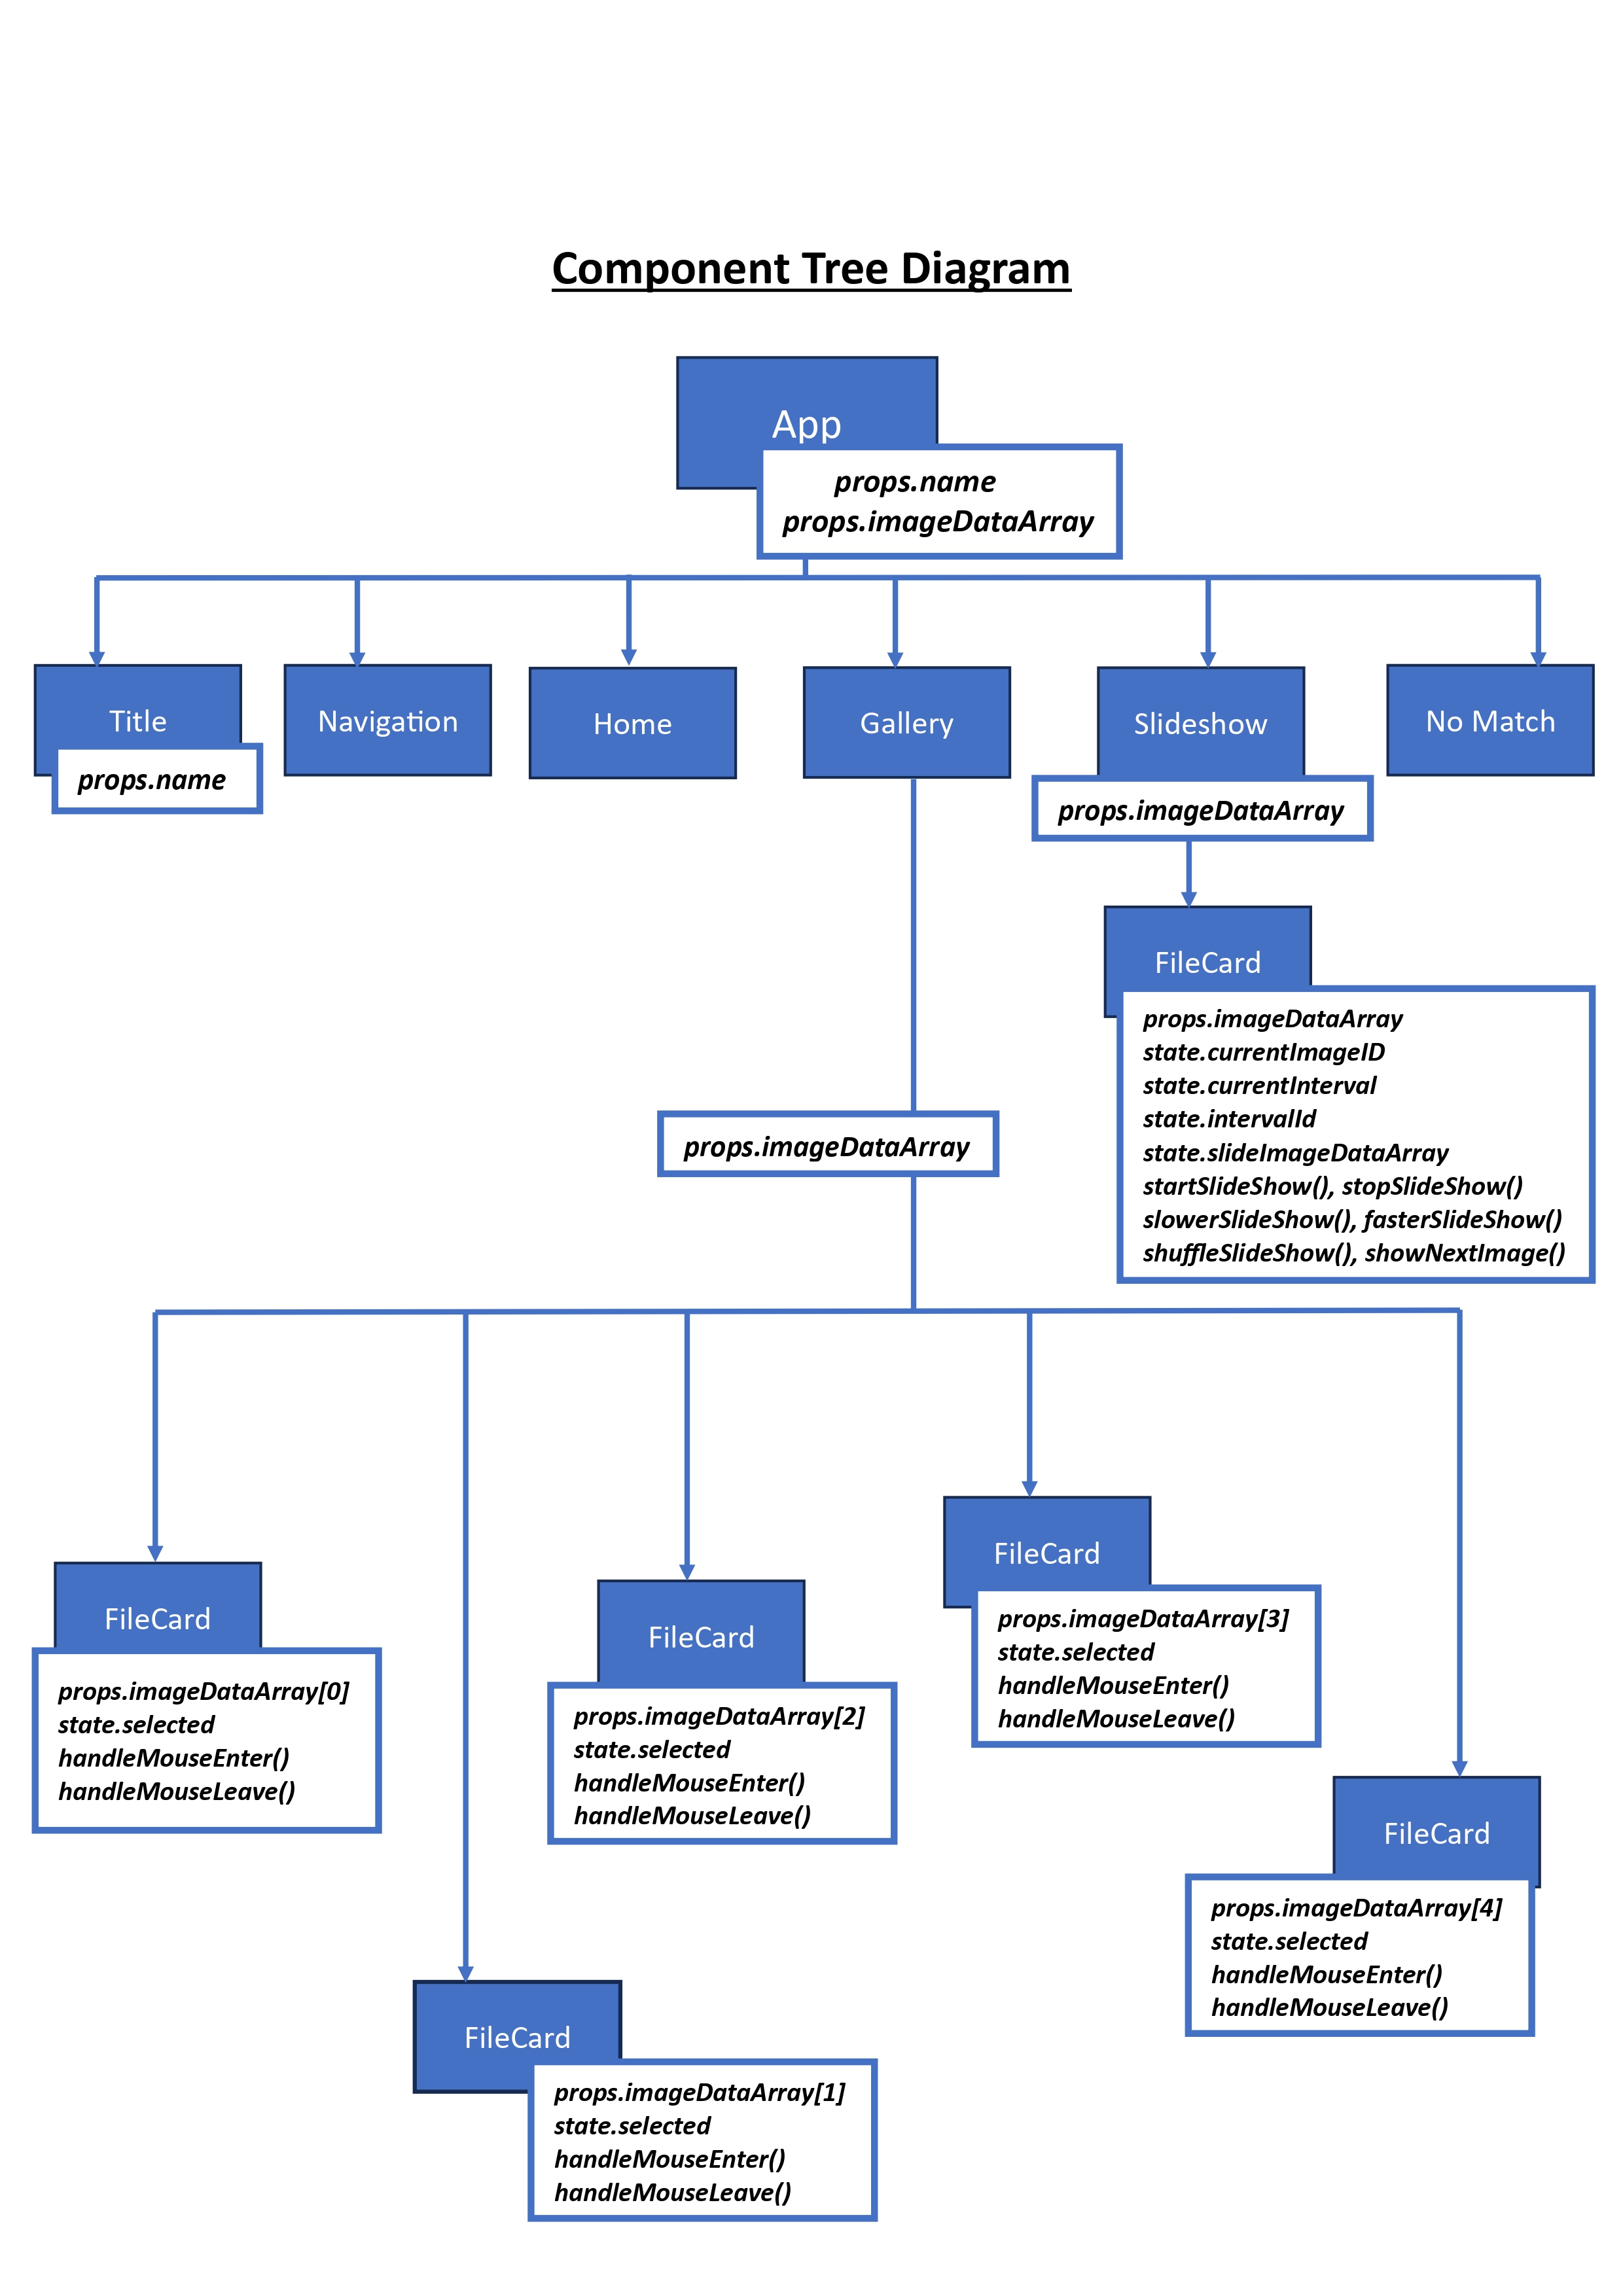 Component Tree Diagram
App
props.name
props.imageDataArray
Title
props.name
Navigation
Home
Gallery
Slideshow
props.imageDataArray
No Match
FileCard
props.imageDataArray
state.currentImageID
state.currentInterval
state.intervalId
state.slideImageDataArray
startSlideShow(), stopSlideShow()
slowerSlideShow(), fasterSlideShow()
shuffleSlideShow(), showNextImage()
props.imageDataArray
FileCard
props.imageDataArray[0]
state.selected
handleMouseEnter()
handleMouseLeave()
FileCard
props.imageDataArray[2]
state.selected
handleMouseEnter()
handleMouseLeave()
FileCard
props.imageDataArray[3]
state.selected
handleMouseEnter()
handleMouseLeave()
FileCard
props.imageDataArray[4]
state.selected
handleMouseEnter()
handleMouseLeave()
FileCard
props.imageDataArray[1]
state.selected
handleMouseEnter()
handleMouseLeave()